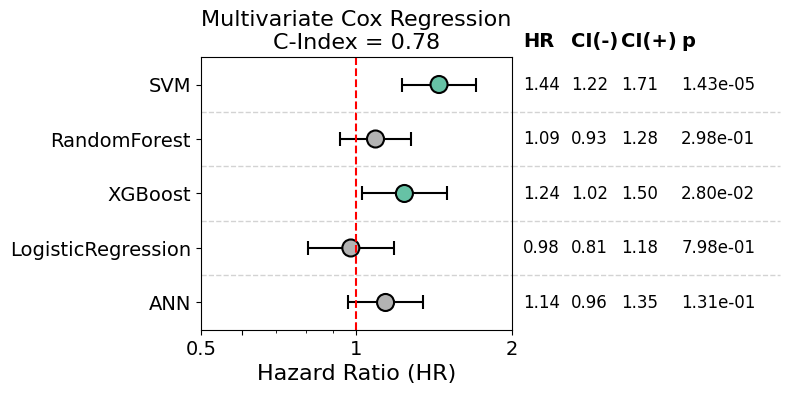 Multivariate Cox Regression
C-Index = 0.78
HR CI(-) CI(+) p
SVM 1.44 1.22 1.71 1.43e-05
RandomForest 1.09 0.93 1.28 2.98e-01
XGBoost 1.24 1.02 1.50 2.80e-02
LogisticRegression 0.98 0.81 1.18 7.98e-01
ANN 1.14 0.96 1.35 1.31e-01
0.5 1 2
Hazard Ratio (HR)